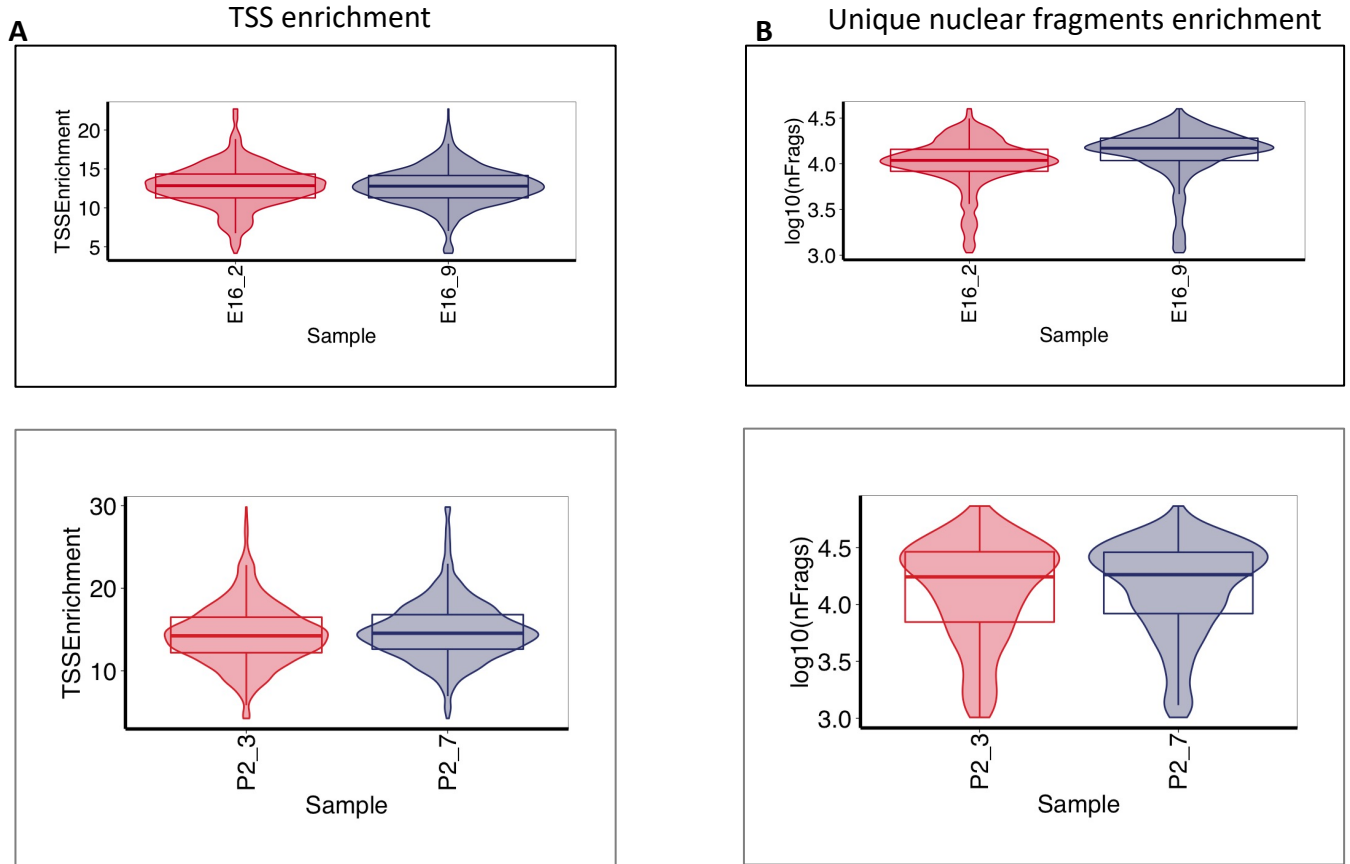 TSS enrichment
Unique nuclear fragments enrichment
A
B
TSSEnrichment
20
15
10
5
E16_2
E16_9
Sample
log10(nFrags)
4.5
4.0
3.5
3.0
E16_2
E16_9
Sample
TSSEnrichment
30
20
10
P2_3
P2_7
Sample
log10(nFrags)
4.5
4.0
3.5
3.0
P2_3
P2_7
Sample